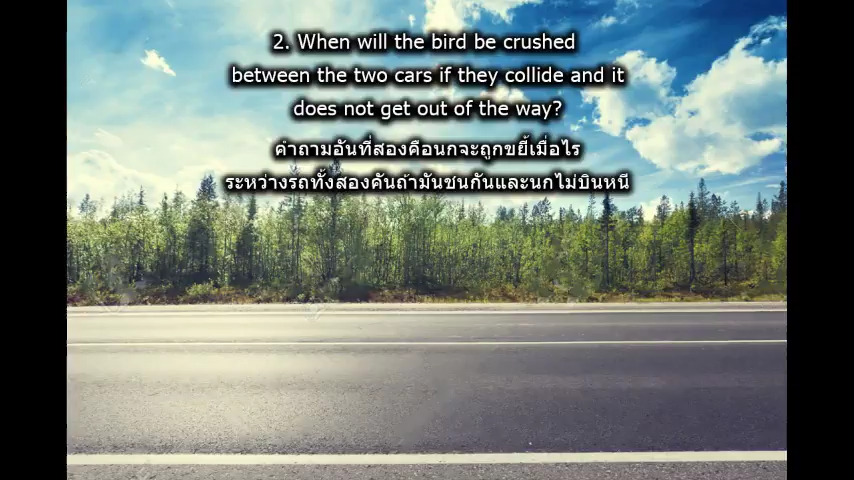 2. When will the bird be crushed
between the two cars if they collide and it
does not get out of the way?
คำถามอันที่สองคือนกจะถูกขยี้เมื่อไร
ระหว่างรถทั้งสองคันถ้ามันชนกันและนกไม่บินหนี